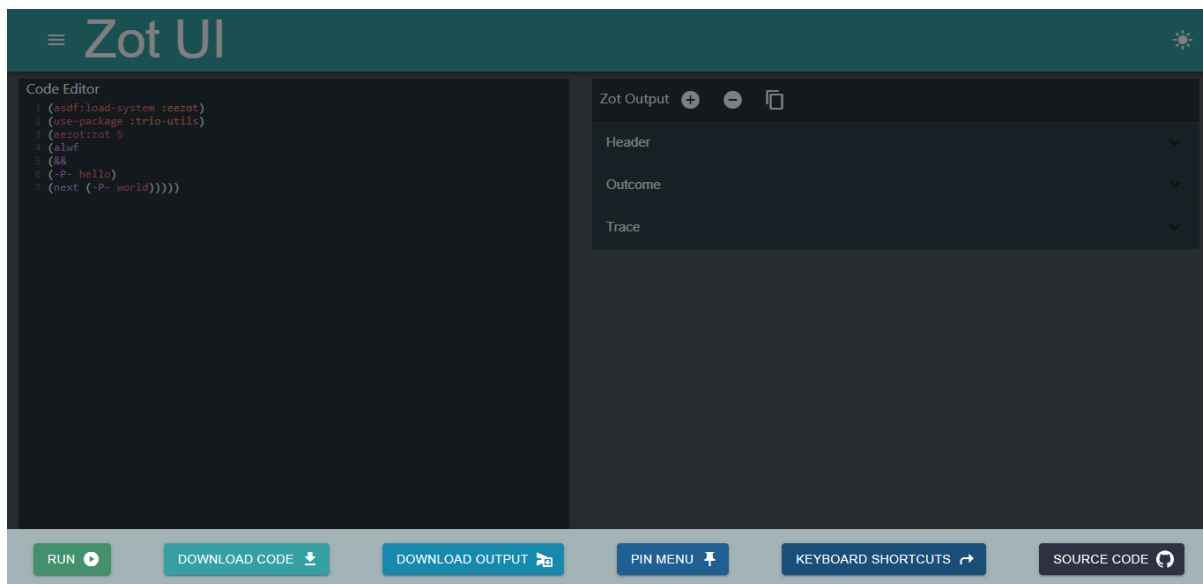 Zot UI
Code Editor
1 (asdf:load-system :eezot)
2 (use-package :trio-utils)
3 (eezot:zot 5
4 (alwf
5 (&&
6 (-P- hello)
7 (next (-P- world)))))
Zot Output
Header
Outcome
Trace
RUN
DOWNLOAD CODE
DOWNLOAD OUTPUT
PIN MENU
KEYBOARD SHORTCUTS
SOURCE CODE